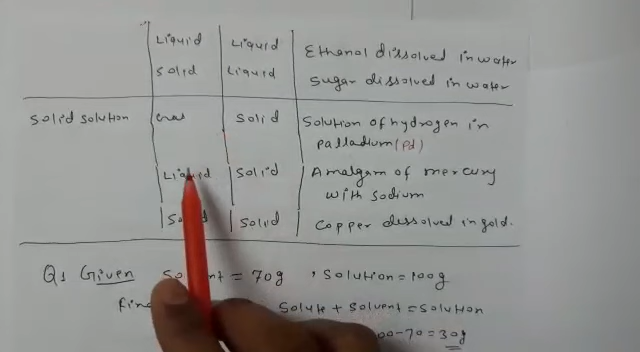 Liquid Liquid Ethanol dissolved in water
Solid Liquid Sugar dissolved in water
Solid solution Gas Solid Solution of hydrogen in
palladium (Pd)
Liquid Solid Amalgam of mercury
with sodium
Solid Solid Copper dissolved in gold.
Q1 Given = 70g , Solution = 100g
Solute + Solvent = Solution
00-70 = 30g